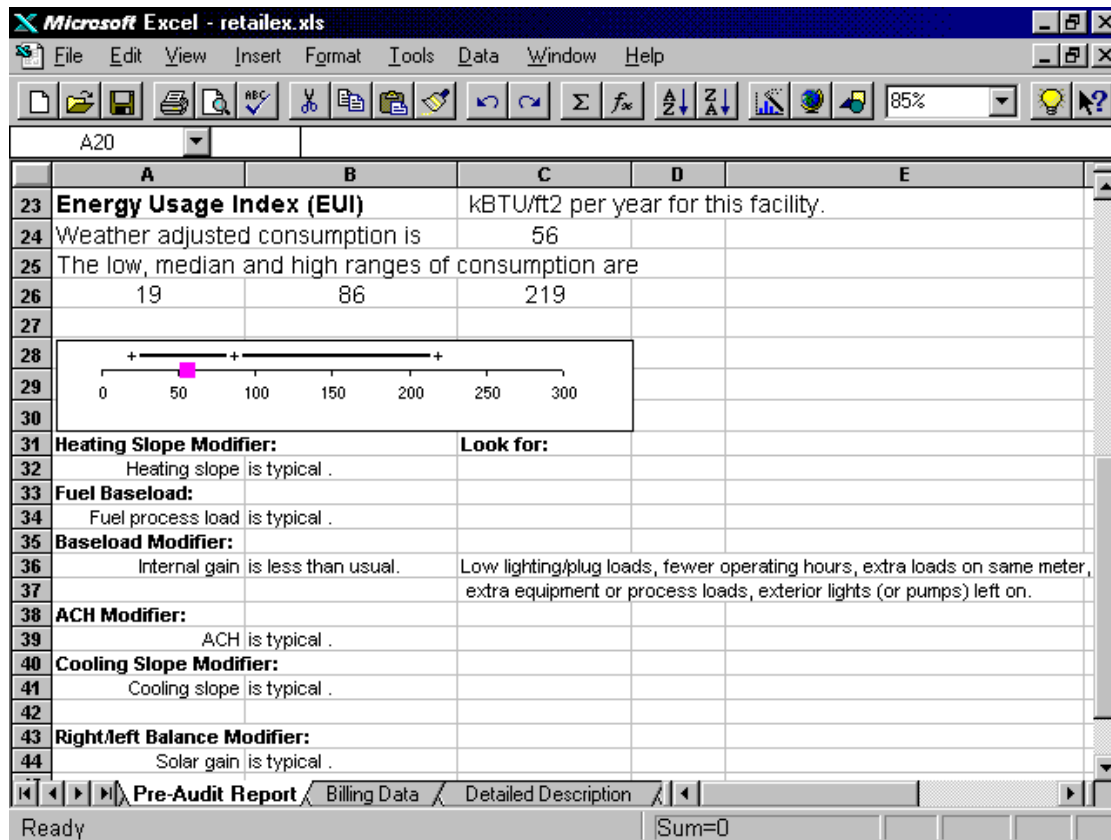 Microsoft Excel - retailex.xls
File Edit View Insert Format Tools Data Window Help
ABC Σ fx A Z Z A 85% ?
A20
A B C D E
23 Energy Usage Index (EUI) kBTU/ft2 per year for this facility.
24 Weather adjusted consumption is 56
25 The low, median and high ranges of consumption are
26 19 86 219
27
28
29
30
0 50 100 150 200 250 300
31 Heating Slope Modifier: Look for:
32 Heating slope is typical .
33 Fuel Baseload:
34 Fuel process load is typical .
35 Baseload Modifier:
36 Internal gain is less than usual. Low lighting/plug loads, fewer operating hours, extra loads on same meter,
37 extra equipment or process loads, exterior lights (or pumps) left on.
38 ACH Modifier:
39 ACH is typical .
40 Cooling Slope Modifier:
41 Cooling slope is typical .
42
43 Right/left Balance Modifier:
44 Solar gain is typical .
Pre-Audit Report Billing Data Detailed Description
Ready Sum=0